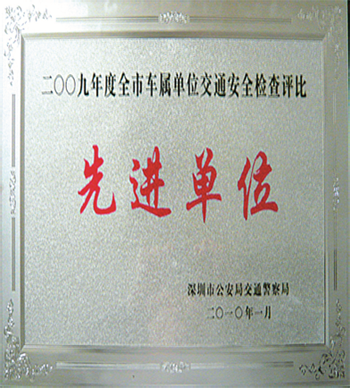 二〇〇九年度全市车属单位交通安全检查评比
先进单位
深圳市公安局交通警察局
二〇一〇年一月